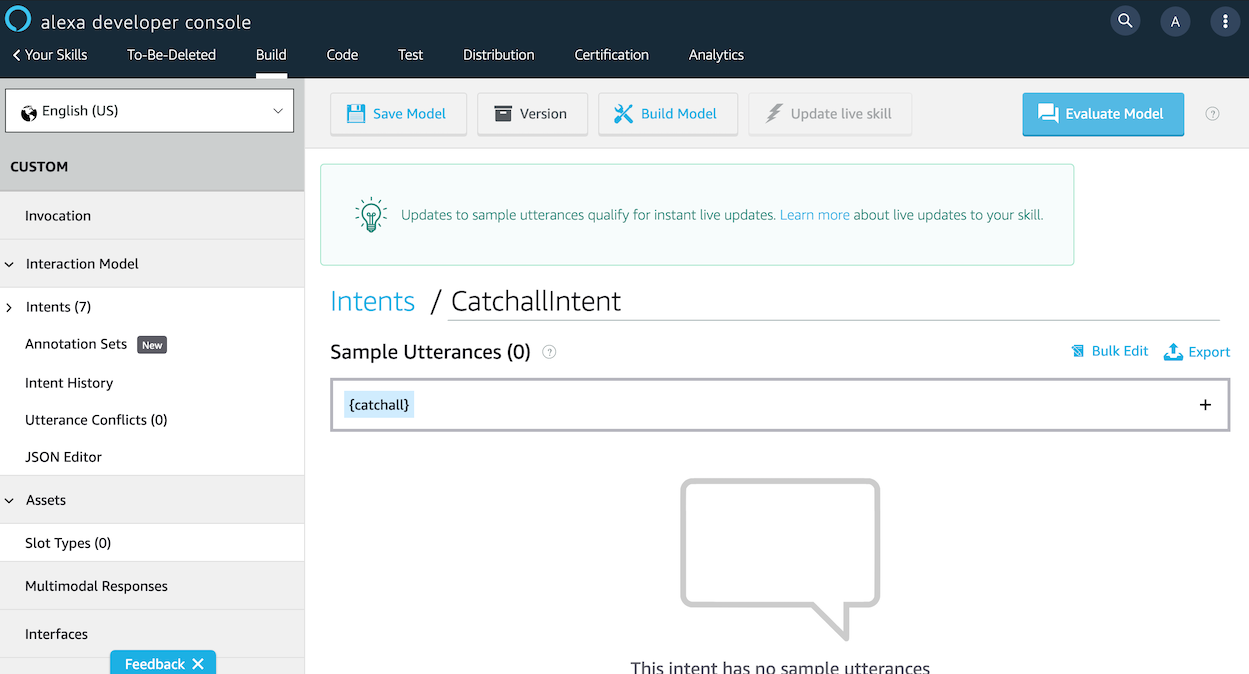 alexa developer console
A
Your Skills To-Be-Deleted Build Code Test Distribution Certification Analytics
English (US)
Save Model Version Build Model Update live skill Evaluate Model ?
CUSTOM
Invocation
Interaction Model
Intents (7)
Annotation Sets New
Intent History
Utterance Conflicts (0)
JSON Editor
Assets
Slot Types (0)
Multimodal Responses
Interfaces
Feedback
Updates to sample utterances qualify for instant live updates. Learn more about live updates to your skill.
Intents / CatchallIntent
Sample Utterances (0) ? Bulk Edit Export
{catchall} +
This intent has no sample utterances